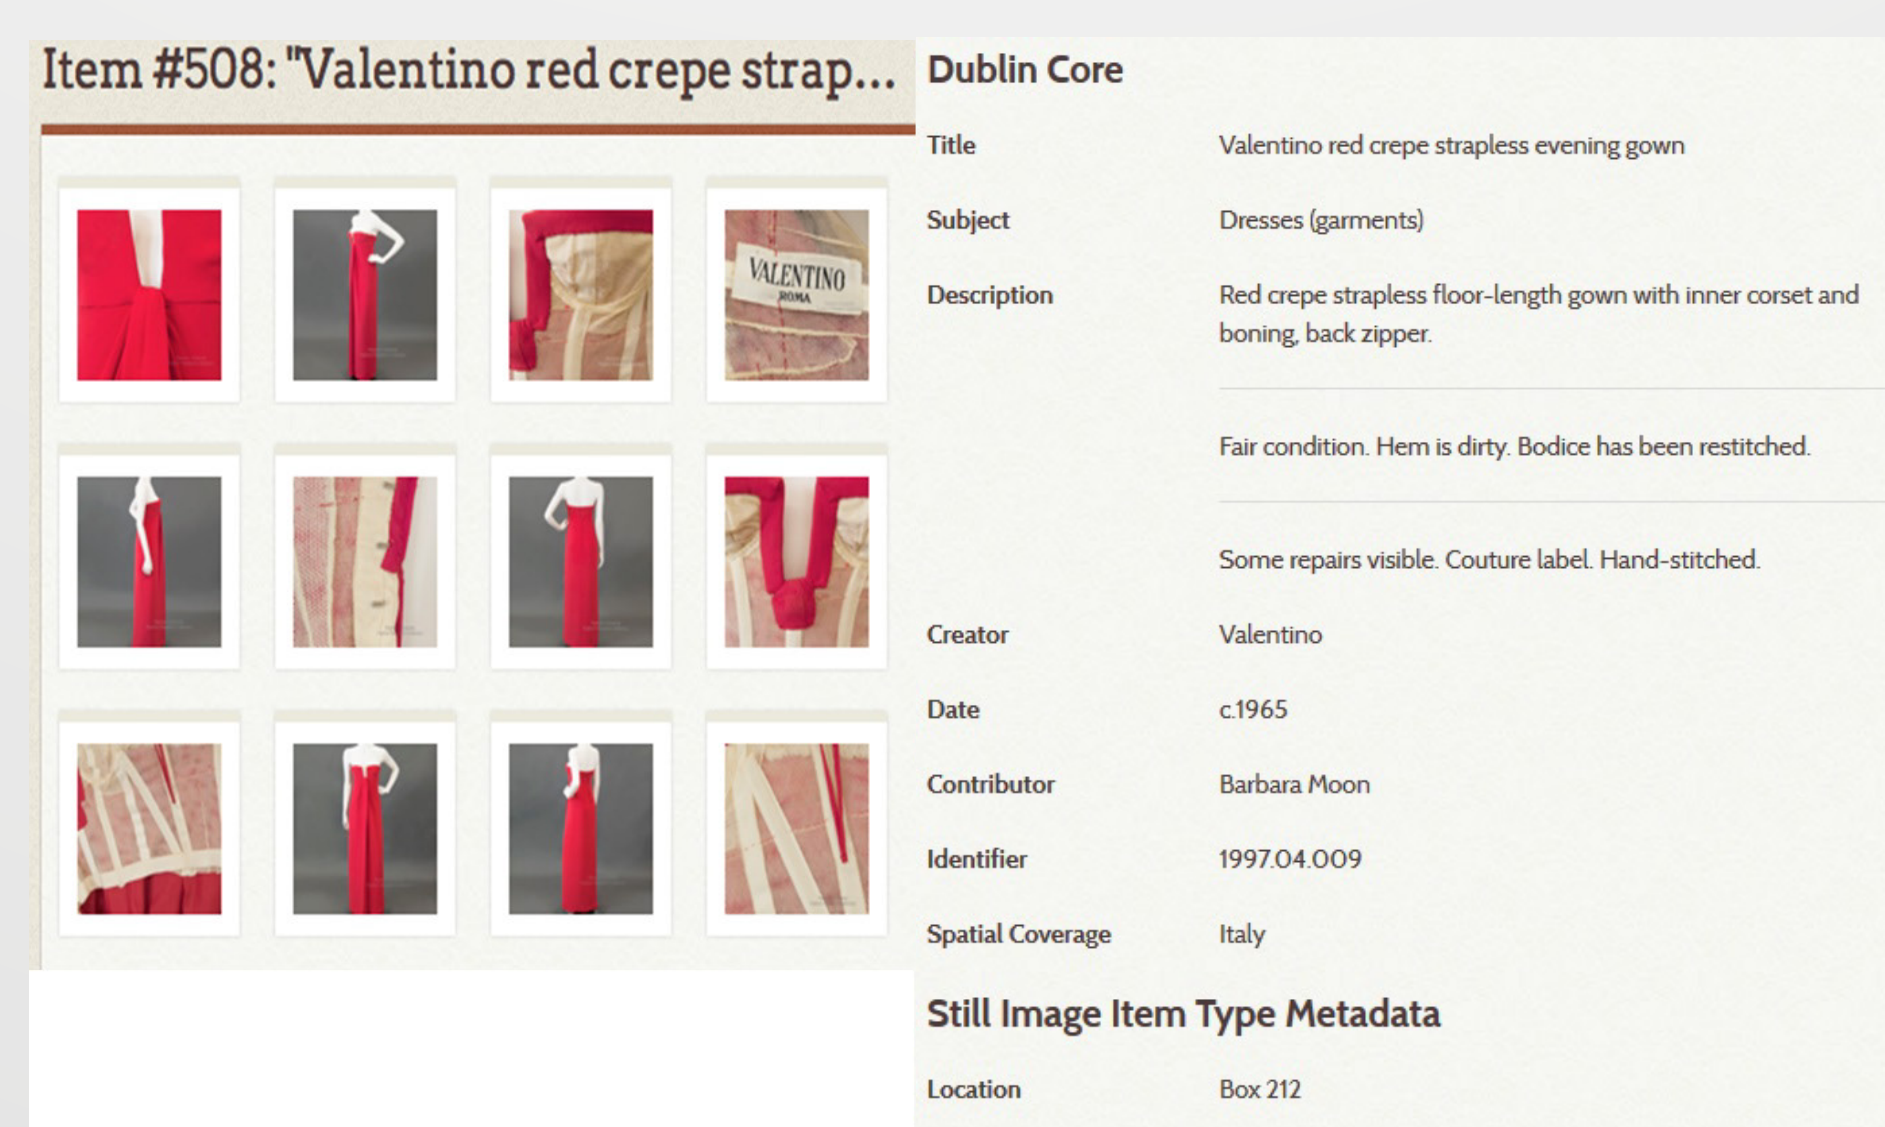 Item #508: "Valentino red crepe strap...
VALENTINO
ROMA
Dublin Core
Title
Valentino red crepe strapless evening gown
Subject
Dresses (garments)
Description
Red crepe strapless floor-length gown with inner corset and
boning, back zipper.
Fair condition. Hem is dirty. Bodice has been restitched.
Some repairs visible. Couture label. Hand-stitched.
Creator
Valentino
Date
c.1965
Contributor
Barbara Moon
Identifier
1997.04.009
Spatial Coverage
Italy
Still Image Item Type Metadata
Location
Box 212